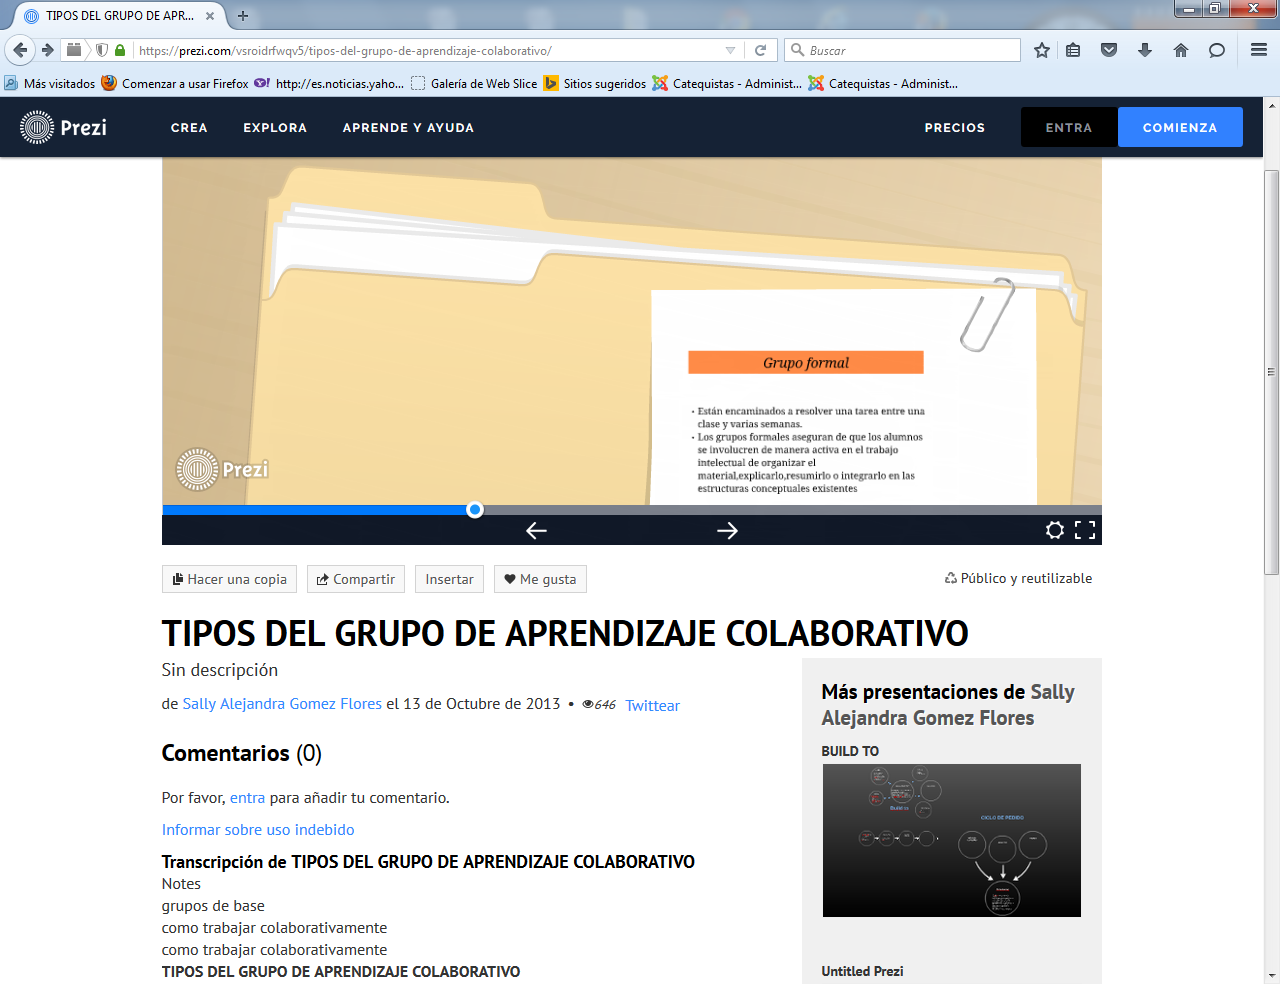 TIPOS DEL GRUPO DE APR...
https://prezi.com/vsroidrfwqv5/tipos-del-grupo-de-aprendizaje-colaborativo/
Buscar
Más visitados
Comenzar a usar Firefox
http://es.noticias.yaho...
Galería de Web Slice
Sitios sugeridos
Catequistas - Administ...
Catequistas - Administ...
Prezi
CREA
EXPLORA
APRENDE Y AYUDA
PRECIOS
ENTRA
COMIENZA
Grupo formal
• Están encaminados a resolver una tarea entre una
clase y varias semanas.
• Los grupos formales aseguran de que los alumnos
se involucren de manera activa en el trabajo
intelectual de organizar el
material,explicarlo,resumirlo o integrarlo en las
estructuras conceptuales existentes
Prezi
Hacer una copia
Compartir
Insertar
Me gusta
Público y reutilizable
TIPOS DEL GRUPO DE APRENDIZAJE COLABORATIVO
Sin descripción
de Sally Alejandra Gomez Flores el 13 de Octubre de 2013 • 646 Twittear
Comentarios (0)
Por favor, entra para añadir tu comentario.
Informar sobre uso indebido
Transcripción de TIPOS DEL GRUPO DE APRENDIZAJE COLABORATIVO
Notes
grupos de base
como trabajar colaborativamente
como trabajar colaborativamente
TIPOS DEL GRUPO DE APRENDIZAJE COLABORATIVO
Más presentaciones de Sally
Alejandra Gomez Flores
BUILD TO
CICLO DE PEDIDO
Untitled Prezi